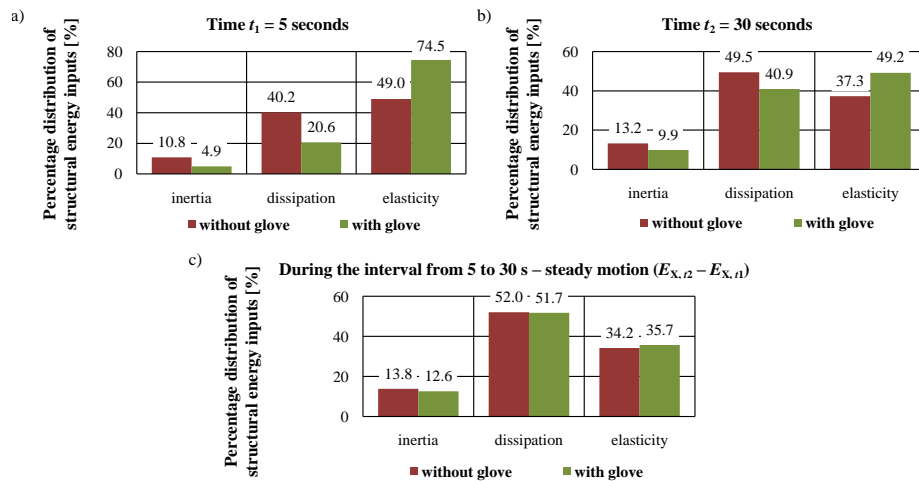 a)
Time t₁ = 5 seconds
Percentage distribution of
structural energy inputs [%]
80
60
40
20
0
10.8
4.9
40.2
20.6
49.0
74.5
inertia
dissipation
elasticity
without glove
with glove
b)
Time t₂ = 30 seconds
Percentage distribution of
structural energy inputs [%]
60
40
20
0
13.2
9.9
49.5
40.9
37.3
49.2
inertia
dissipation
elasticity
without glove
with glove
c)
During the interval from 5 to 30 s – steady motion (E_X, t2 – E_X, t1)
Percentage distribution of
structural energy inputs [%]
60
40
20
0
13.8
12.6
52.0
51.7
34.2
35.7
inertia
dissipation
elasticity
without glove
with glove